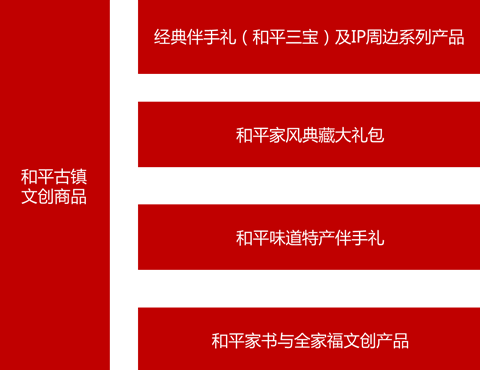 和平古镇
文创商品
经典伴手礼（和平三宝）及IP周边系列产品
和平家风典藏大礼包
和平味道特产伴手礼
和平家书与全家福文创产品